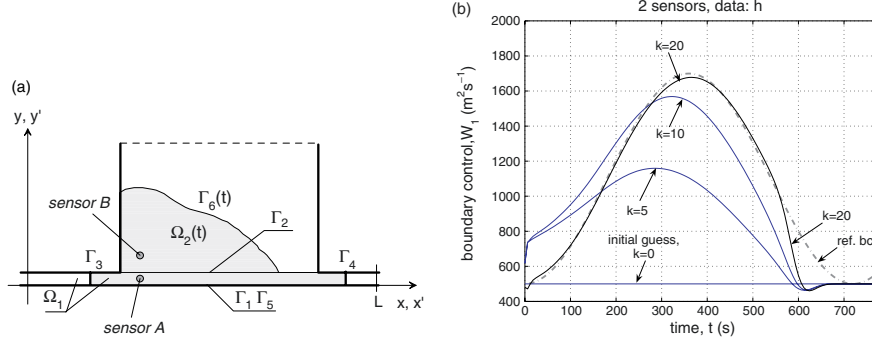 (a)
y, y'
sensor B
Γ6(t)
Ω2(t)
Γ2
Γ3
Γ4
Ω1
Γ1 Γ5
L
x, x'
sensor A
(b)
2 sensors, data: h
boundary control,W1 (m2s-1)
2000
1800
1600
1400
1200
1000
800
600
400
k=20
k=10
k=5
initial guess,
k=0
k=20
ref. bc
0 100 200 300 400 500 600 700
time, t (s)